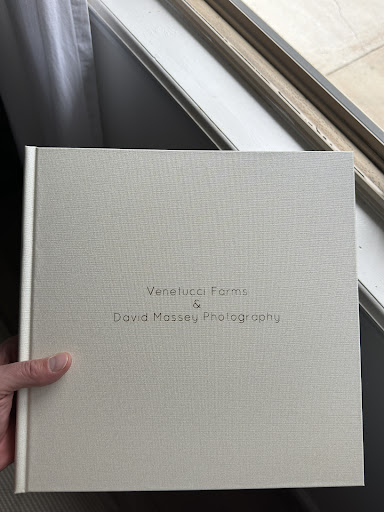 Venetucci Farms
&
David Massey Photography